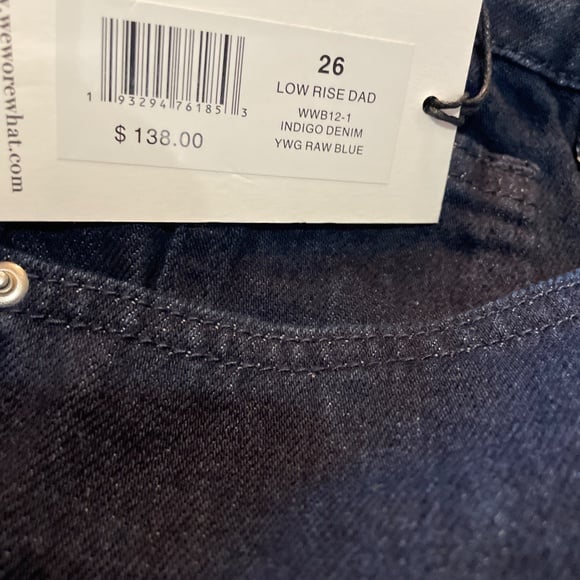 www.weworewhat.com
1 93294 76185 3
$ 138.00
26
LOW RISE DAD
WWB12-1
INDIGO DENIM
YWG RAW BLUE